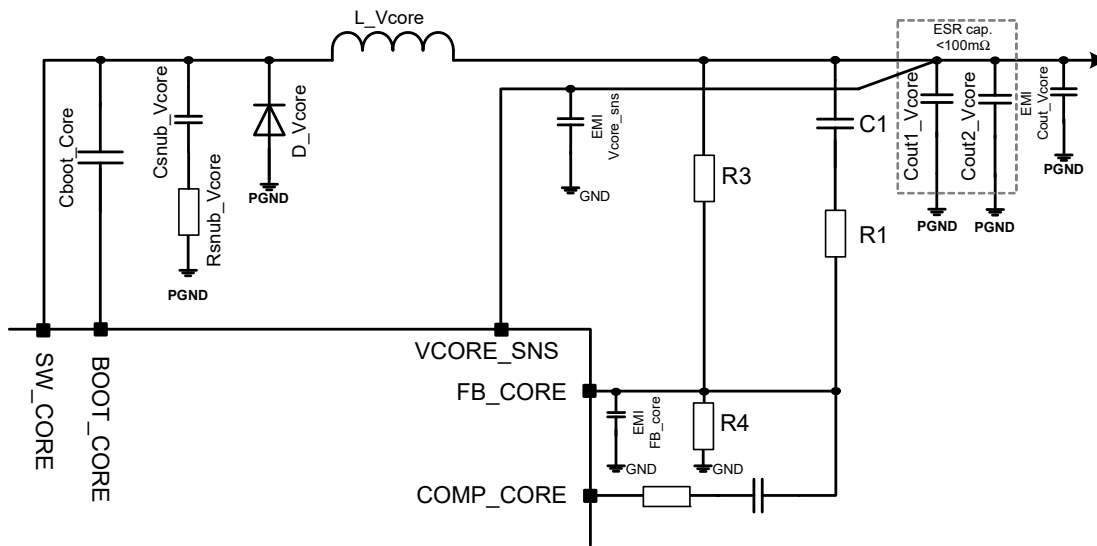 L_Vcore
ESR cap.
<100mΩ
Cboot_Core
Csnub_Vcore
Rsnub_Vcore
D_Vcore
EMI
Vcore_sns
C1
Cout1_Vcore
Cout2_Vcore
EMI
Cout_Vcore
PGND
PGND
GND
R3
R1
PGND
PGND
PGND
SW_CORE
BOOT_CORE
VCORE_SNS
FB_CORE
EMI
FB_core
R4
GND
GND
COMP_CORE